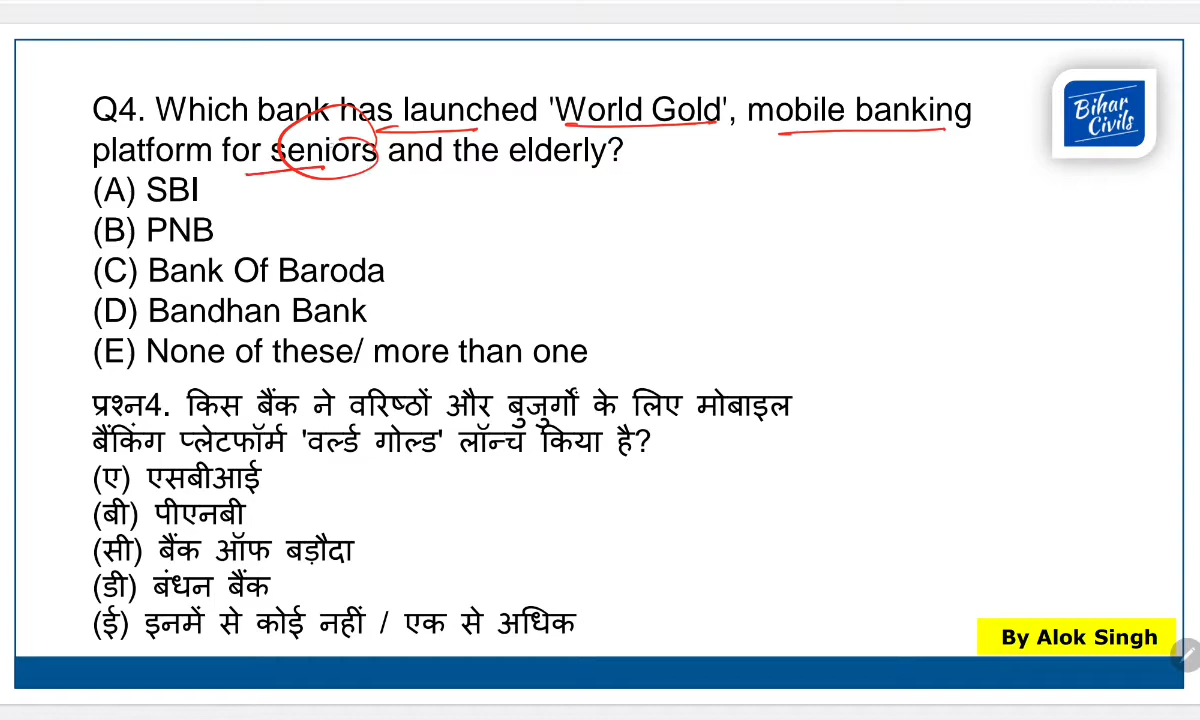 Q4. Which bank has launched 'World Gold', mobile banking
platform for seniors and the elderly?
(A) SBI
(B) PNB
(C) Bank Of Baroda
(D) Bandhan Bank
(E) None of these/ more than one
प्रश्न4. किस बैंक ने वरिष्ठों और बुजुर्गों के लिए मोबाइल
बैंकिंग प्लेटफॉर्म 'वर्ल्ड गोल्ड' लॉन्च किया है?
(ए) एसबीआई
(बी) पीएनबी
(सी) बैंक ऑफ बड़ौदा
(डी) बंधन बैंक
(ई) इनमें से कोई नहीं / एक से अधिक
Bihar
Civils
By Alok Singh